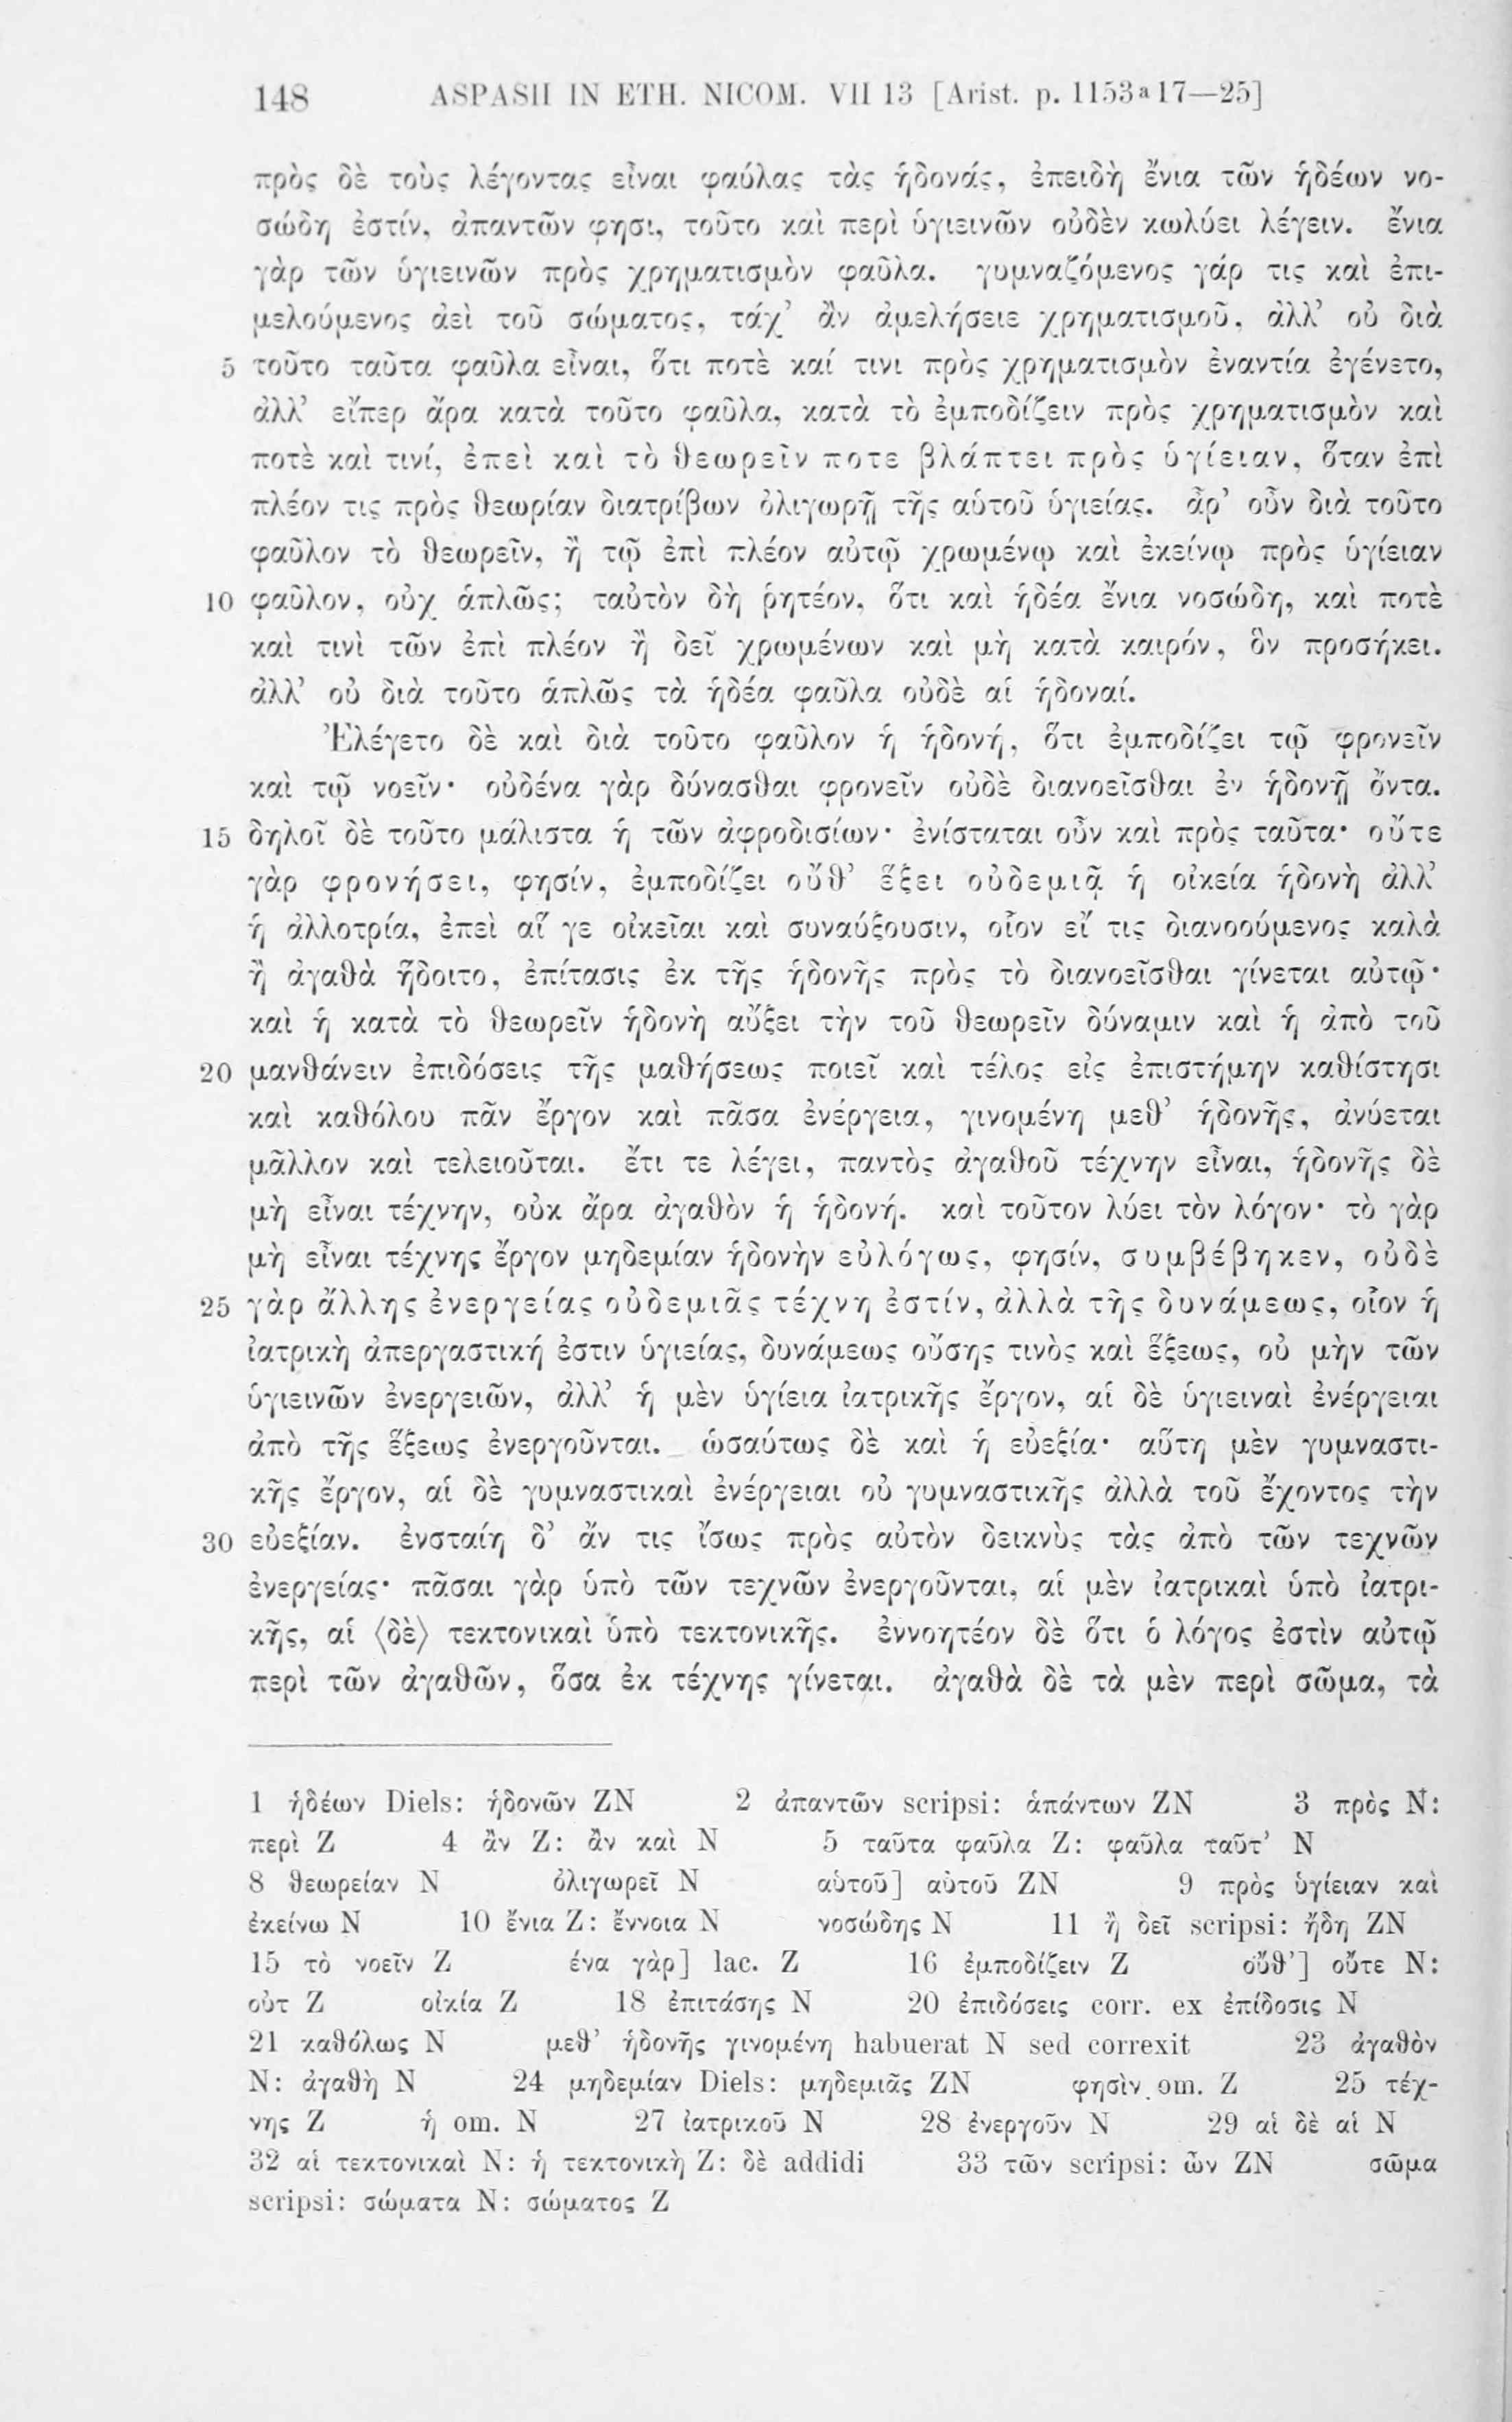 148 ASPASII IN ETH. NICOM. VII 13 [Arist. p. 1153ª17—25]
πρὸς δὲ τοὺς λέγοντας εἶναι φαύλας τὰς ἡδονάς, ἐπειδὴ ἔνια τῶν ἡδέων νο-
σώδη ἐστίν, ἀπαντῶν φησι, τοῦτο καὶ περὶ ὑγιεινῶν οὐδὲν κωλύει λέγειν. ἔνια
γὰρ τῶν ὑγιεινῶν πρὸς χρηματισμὸν φαῦλα. γυμναζόμενος γάρ τις καὶ ἐπι-
μελούμενος ἀεὶ τοῦ σώματος, τάχ’ ἂν ἀμελήσειε χρηματισμοῦ, ἀλλ’ οὐ διὰ
5 τοῦτο ταῦτα φαῦλα εἶναι, ὅτι ποτὲ καί τινι πρὸς χρηματισμὸν ἐναντία ἐγένετο,
ἀλλ’ εἴπερ ἄρα κατὰ τοῦτο φαῦλα, κατὰ τὸ ἐμποδίζειν πρὸς χρηματισμὸν καὶ
ποτὲ καὶ τινί, ἐπεὶ καὶ τὸ θεωρεῖν ποτε βλάπτει πρὸς ὑγίειαν, ὅταν ἐπὶ
πλέον τις πρὸς θεωρίαν διατρίβων ὀλιγωρῇ τῆς αὑτοῦ ὑγιείας. ἆρ’ οὖν διὰ τοῦτο
φαῦλον τὸ θεωρεῖν, ἢ τῷ ἐπὶ πλέον αὐτῷ χρωμένῳ καὶ ἐκείνῳ πρὸς ὑγίειαν
10 φαῦλον, οὐχ ἁπλῶς; ταὐτὸν δὴ ῥητέον, ὅτι καὶ ἡδέα ἔνια νοσώδη, καὶ ποτὲ
καὶ τινὶ τῶν ἐπὶ πλέον ἢ δεῖ χρωμένων καὶ μὴ κατὰ καιρόν, ὃν προσήκει.
ἀλλ’ οὐ διὰ τοῦτο ἁπλῶς τὰ ἡδέα φαῦλα οὐδὲ αἱ ἡδοναί.
Ἐλέγετο δὲ καὶ διὰ τοῦτο φαῦλον ἡ ἡδονή, ὅτι ἐμποδίζει τῷ φρονεῖν
καὶ τῷ νοεῖν· οὐδένα γὰρ δύνασθαι φρονεῖν οὐδὲ διανοεῖσθαι ἐν ἡδονῇ ὄντα.
15 δηλοῖ δὲ τοῦτο μάλιστα ἡ τῶν ἀφροδισίων· ἐνίσταται οὖν καὶ πρὸς ταῦτα· οὔτε
γὰρ φρονήσει, φησίν, ἐμποδίζει οὔθ’ ἕξει οὐδεμιᾷ ἡ οἰκεία ἡδονὴ ἀλλ’
ἡ ἀλλοτρία, ἐπεὶ αἵ γε οἰκεῖαι καὶ συναύξουσιν, οἷον εἴ τις διανοούμενος καλὰ
ἢ ἀγαθὰ ἥδοιτο, ἐπίτασις ἐκ τῆς ἡδονῆς πρὸς τὸ διανοεῖσθαι γίνεται αὐτῷ·
καὶ ἡ κατὰ τὸ θεωρεῖν ἡδονὴ αὔξει τὴν τοῦ θεωρεῖν δύναμιν καὶ ἡ ἀπὸ τοῦ
20 μανθάνειν ἐπιδόσεις τῆς μαθήσεως ποιεῖ καὶ τέλος εἰς ἐπιστήμην καθίστησι
καὶ καθόλου πᾶν ἔργον καὶ πᾶσα ἐνέργεια, γινομένη μεθ’ ἡδονῆς, ἀνύεται
μᾶλλον καὶ τελειοῦται. ἔτι τε λέγει, παντὸς ἀγαθοῦ τέχνην εἶναι, ἡδονῆς δὲ
μὴ εἶναι τέχνην, οὐκ ἄρα ἀγαθὸν ἡ ἡδονή. καὶ τοῦτον λύει τὸν λόγον· τὸ γὰρ
μὴ εἶναι τέχνης ἔργον μηδεμίαν ἡδονὴν εὐλόγως, φησίν, συμβέβηκεν, οὐδὲ
25 γὰρ ἄλλης ἐνεργείας οὐδεμιᾶς τέχνη ἐστίν, ἀλλὰ τῆς δυνάμεως, οἷον ἡ
ἰατρικὴ ἀπεργαστική ἐστιν ὑγιείας, δυνάμεως οὔσης τινὸς καὶ ἕξεως, οὐ μὴν τῶν
ὑγιεινῶν ἐνεργειῶν, ἀλλ’ ἡ μὲν ὑγίεια ἰατρικῆς ἔργον, αἱ δὲ ὑγιειναὶ ἐνέργειαι
ἀπὸ τῆς ἕξεως ἐνεργοῦνται. ὡσαύτως δὲ καὶ ἡ εὐεξία· αὕτη μὲν γυμναστι-
κῆς ἔργον, αἱ δὲ γυμναστικαὶ ἐνέργειαι οὐ γυμναστικῆς ἀλλὰ τοῦ ἔχοντος τὴν
30 εὐεξίαν. ἐνσταίη δ’ ἄν τις ἴσως πρὸς αὐτὸν δεικνὺς τὰς ἀπὸ τῶν τεχνῶν
ἐνεργείας· πᾶσαι γὰρ ὑπὸ τῶν τεχνῶν ἐνεργοῦνται, αἱ μὲν ἰατρικαὶ ὑπὸ ἰατρι-
κῆς, αἱ ⟨δὲ⟩ τεκτονικαὶ ὑπὸ τεκτονικῆς. ἐννοητέον δὲ ὅτι ὁ λόγος ἐστὶν αὐτῷ
περὶ τῶν ἀγαθῶν, ὅσα ἐκ τέχνης γίνεται. ἀγαθὰ δὲ τὰ μὲν περὶ σῶμα, τὰ
1 ἡδέων Diels: ἡδονῶν ZN 2 ἀπαντῶν scripsi: ἁπάντων ZN 3 πρὸς N:
περὶ Z 4 ἂν Z: ἂν καὶ N 5 ταῦτα φαῦλα Z: φαῦλα ταῦτ’ N
8 θεωρείαν N ὀλιγωρεῖ N αὑτοῦ] αὐτοῦ ZN 9 πρὸς ὑγίειαν καὶ
ἐκείνω N 10 ἔνια Z: ἔννοια N νοσώδης N 11 ἢ δεῖ scripsi: ἤδη ZN
15 τὸ νοεῖν Z ένα γὰρ] lac. Z 16 ἐμποδίζειν Z οὔθ’] οὔτε N:
οὐτ Z οἰκία Z 18 ἐπιτάσης N 20 ἐπιδόσεις corr. ex ἐπίδοσις N
21 καθόλως N μεθ’ ἡδονῆς γινομένη habuerat N sed correxit 23 ἀγαθὸν
N: ἀγαθὴ N 24 μηδεμίαν Diels: μηδεμιᾶς ZN φησὶν om. Z 25 τέχ-
νης Z ἡ om. N 27 ἰατρικοῦ N 28 ἐνεργοῦν N 29 αἱ δὲ αἱ N
32 αἱ τεκτονικαὶ N: ἡ τεκτονικὴ Z: δὲ addidi 33 τῶν scripsi: ὧν ZN σῶμα
scripsi: σώματα N: σώματος Z